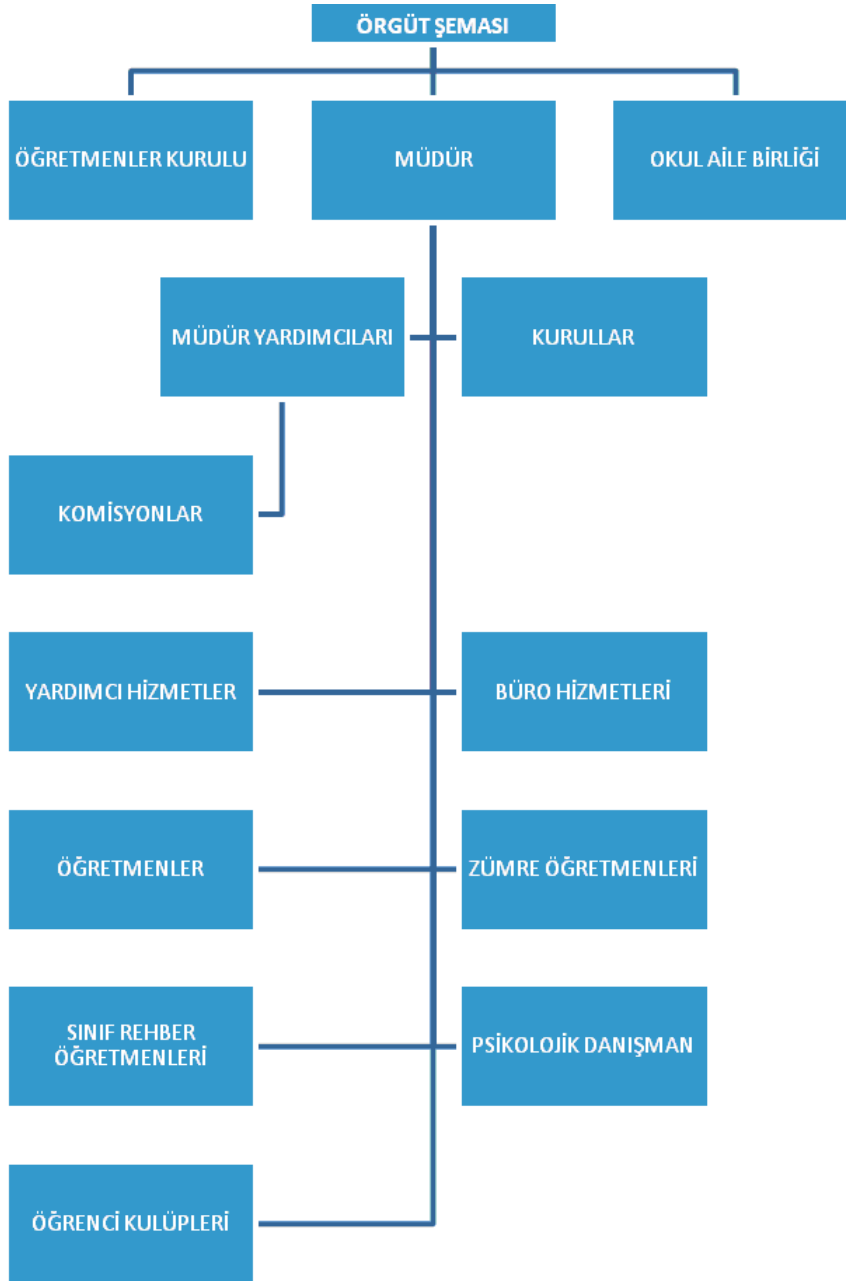 ÖRGÜT ŞEMASI
ÖĞRETMENLER KURULU
MÜDÜR
OKUL AİLE BİRLİĞİ
MÜDÜR YARDIMCILARI
KURULLAR
KOMİSYONLAR
YARDIMCI HİZMETLER
BÜRO HİZMETLERİ
ÖĞRETMENLER
ZÜMRE ÖĞRETMENLERİ
SINIF REHBER
ÖĞRETMENLERİ
PSİKOLOJİK DANIŞMAN
ÖĞRENCİ KULÜPLERİ